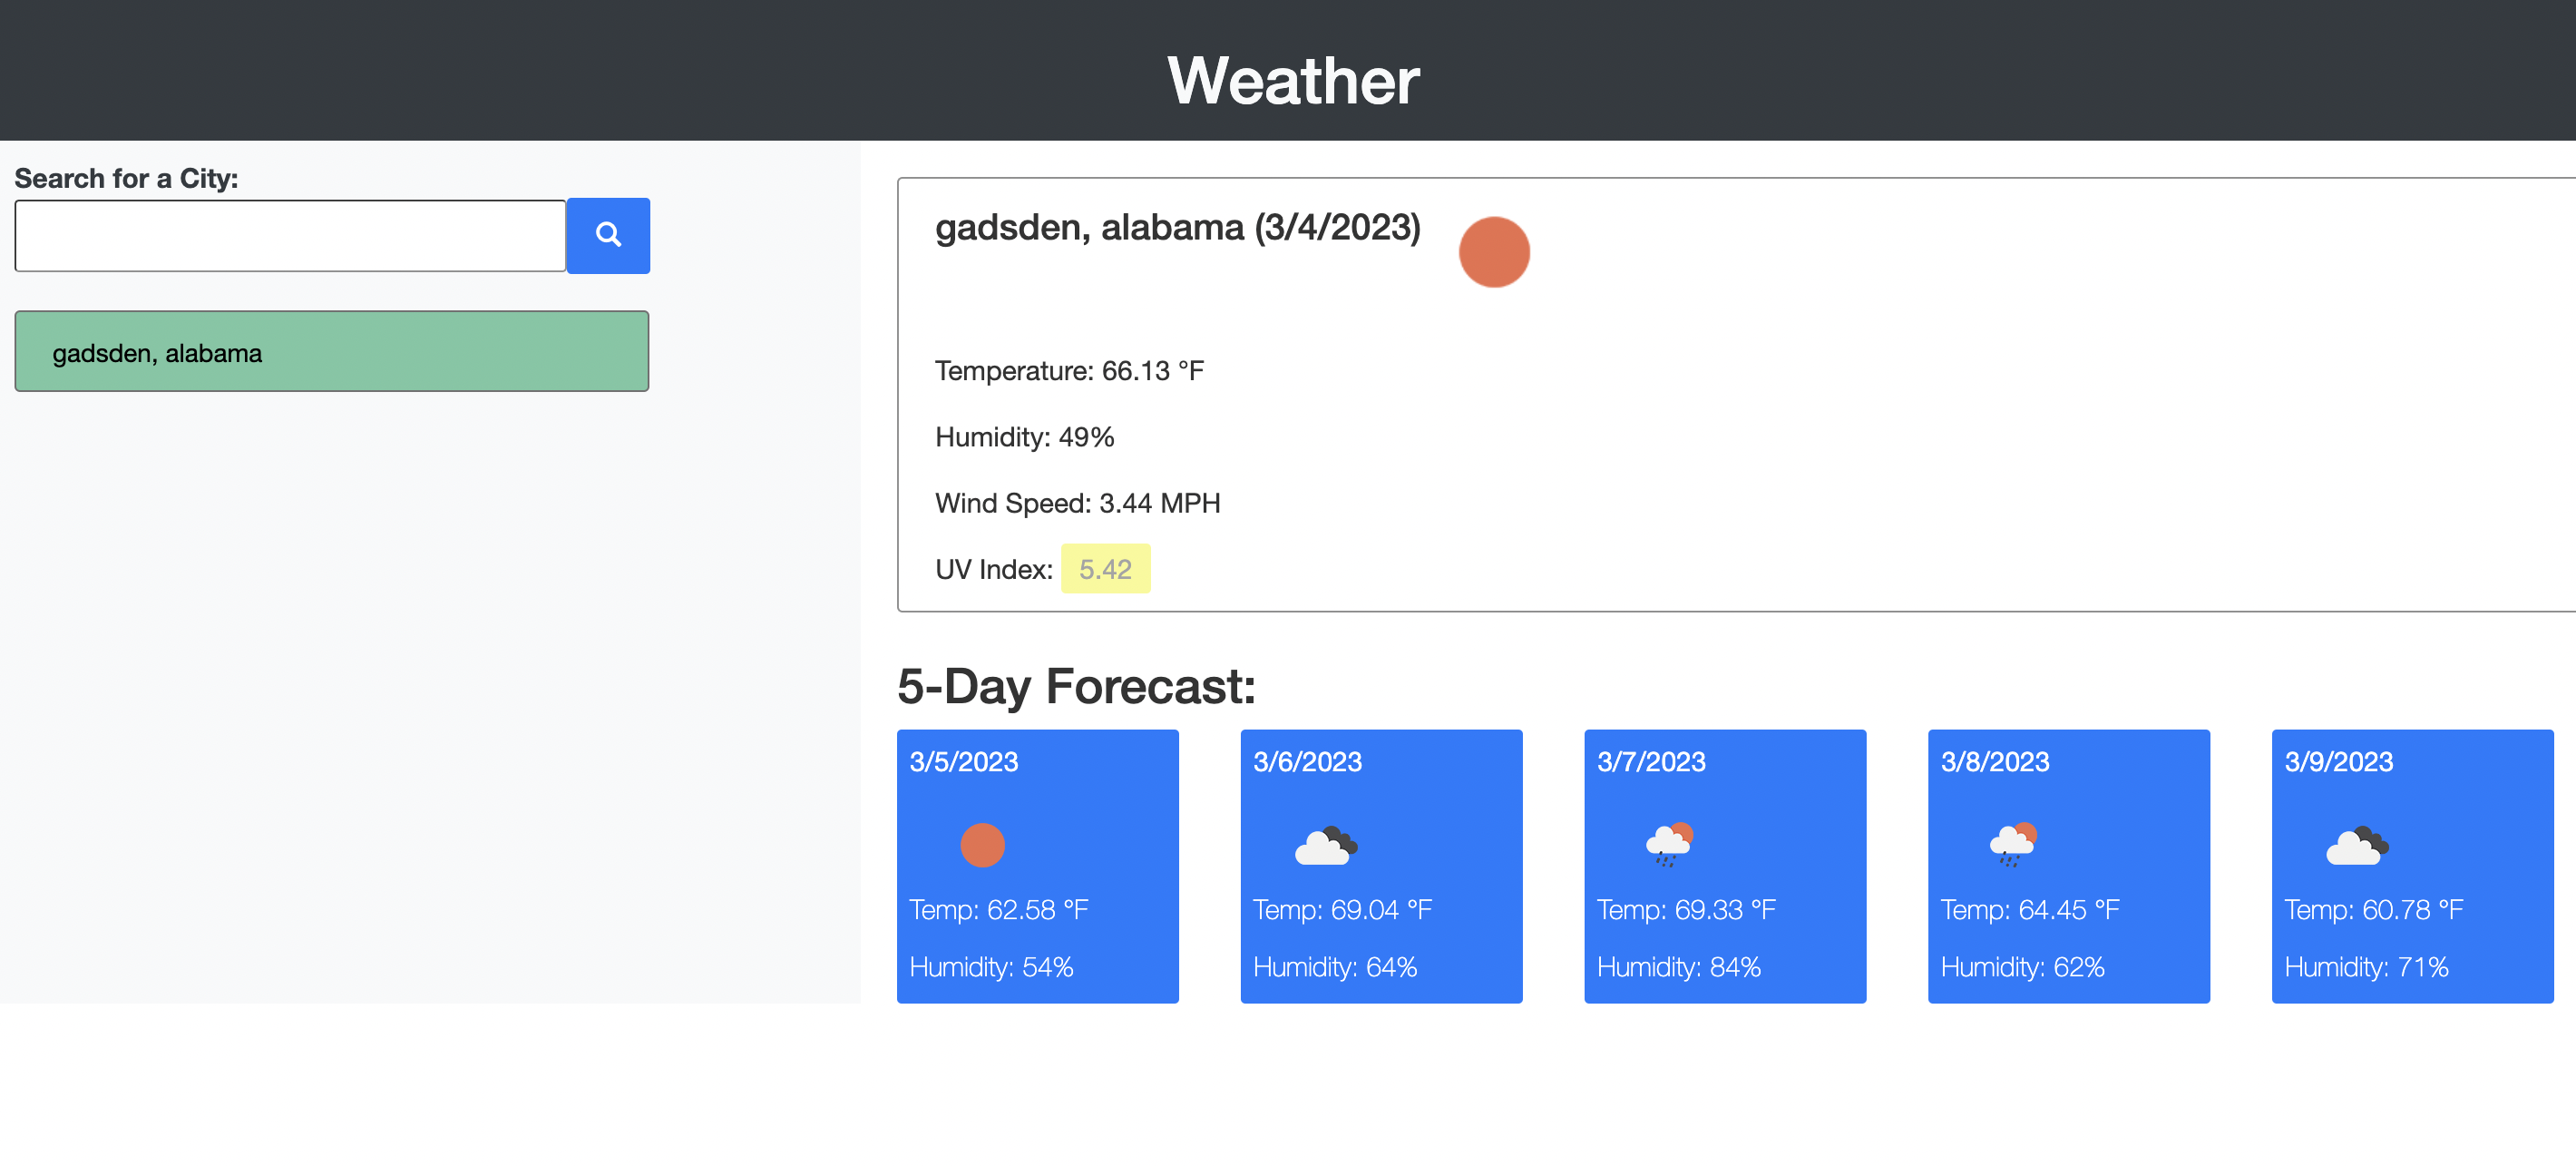 Weather
Search for a City:
gadsden, alabama
gadsden, alabama (3/4/2023)
Temperature: 66.13 °F
Humidity: 49%
Wind Speed: 3.44 MPH
UV Index: 5.42
5-Day Forecast:
3/5/2023
Temp: 62.58 °F
Humidity: 54%
3/6/2023
Temp: 69.04 °F
Humidity: 64%
3/7/2023
Temp: 69.33 °F
Humidity: 84%
3/8/2023
Temp: 64.45 °F
Humidity: 62%
3/9/2023
Temp: 60.78 °F
Humidity: 71%